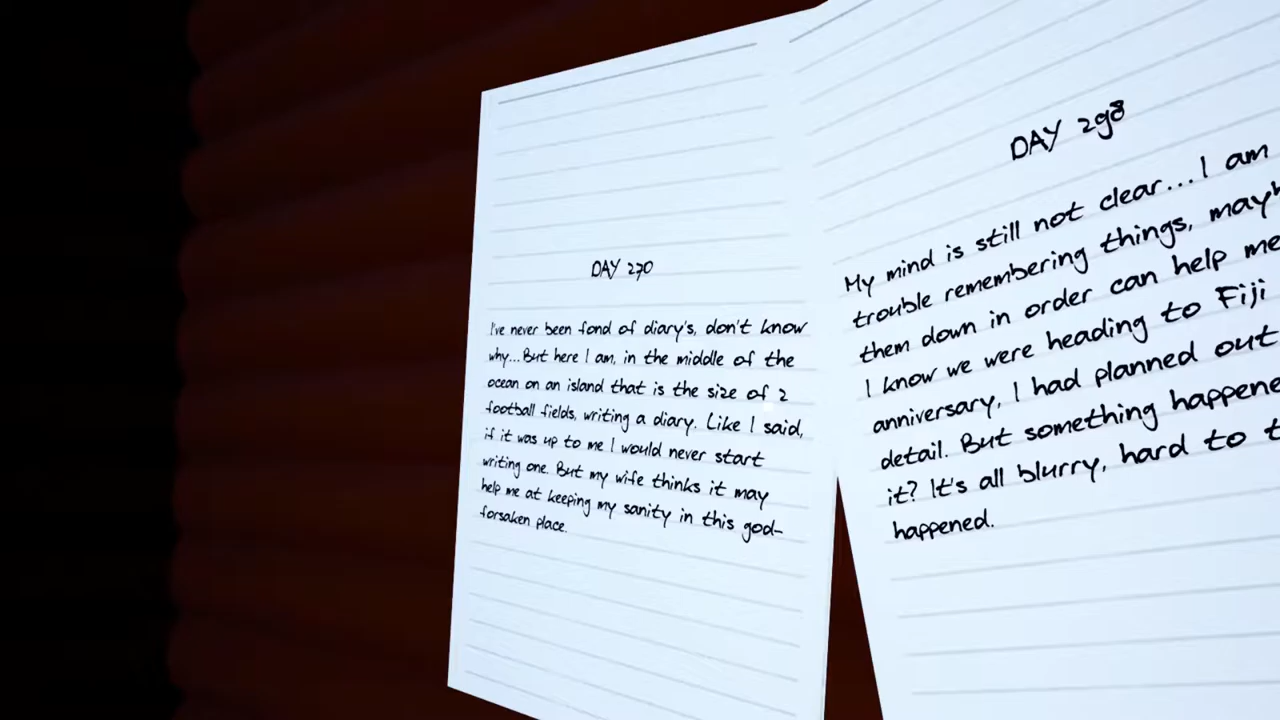 DAY 270
I've never been fond of diary's, don't know
why...But here I am, in the middle of the
ocean on an island that is the size of 2
football fields, writing a diary. Like I said,
if it was up to me I would never start
writing one. But my wife thinks it may
help me at keeping my sanity in this god-
forsaken place.
DAY 298
My mind is still not clear...I am
trouble remembering things,
them down in order can help me
I know we were heading to Fiji
anniversary, I had planned out
detail. But something
it? It's all blurry, hard to
happened.